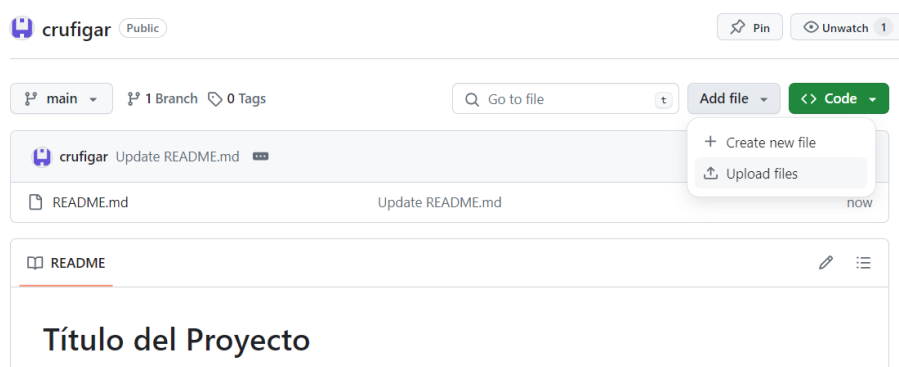 crufigar Public Pin Unwatch 1
main 1 Branch 0 Tags Go to file t Add file Code
crufigar Update README.md
Create new file
Upload files
README.md Update README.md now
README
Título del Proyecto